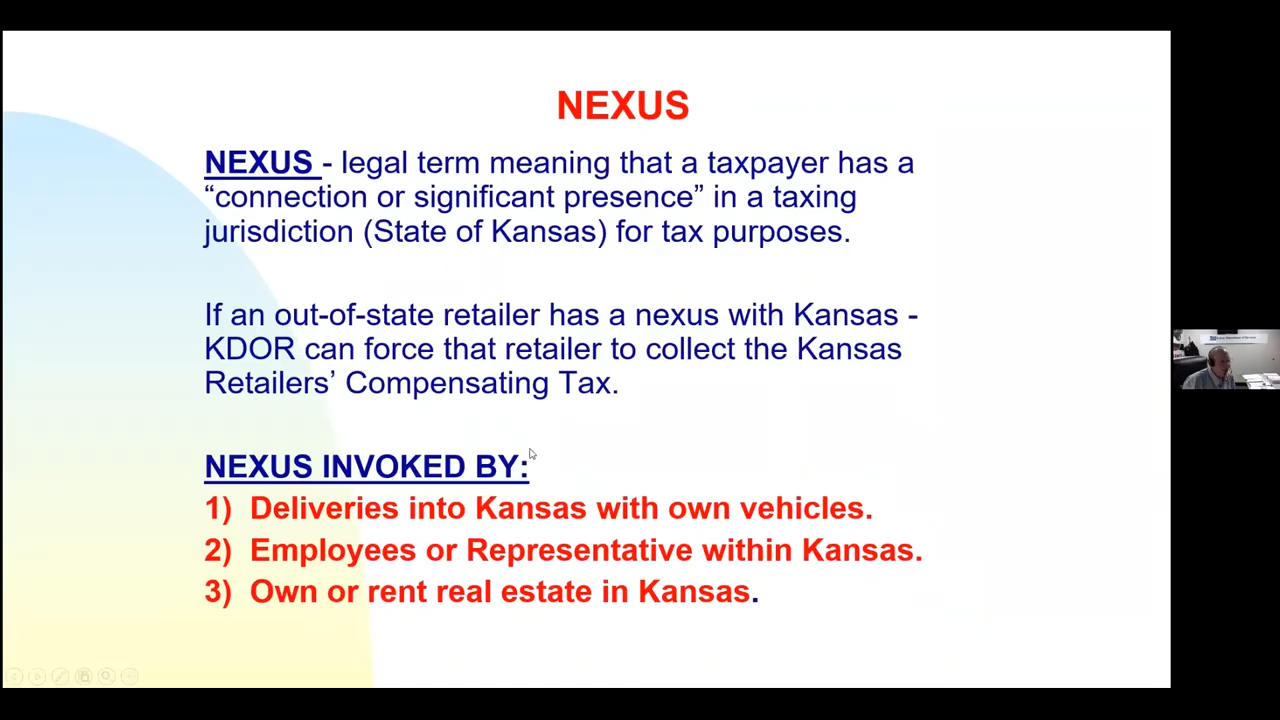 NEXUS
NEXUS - legal term meaning that a taxpayer has a
“connection or significant presence” in a taxing
jurisdiction (State of Kansas) for tax purposes.
If an out-of-state retailer has a nexus with Kansas -
KDOR can force that retailer to collect the Kansas
Retailers’ Compensating Tax.
NEXUS INVOKED BY:
1) Deliveries into Kansas with own vehicles.
2) Employees or Representative within Kansas.
3) Own or rent real estate in Kansas.